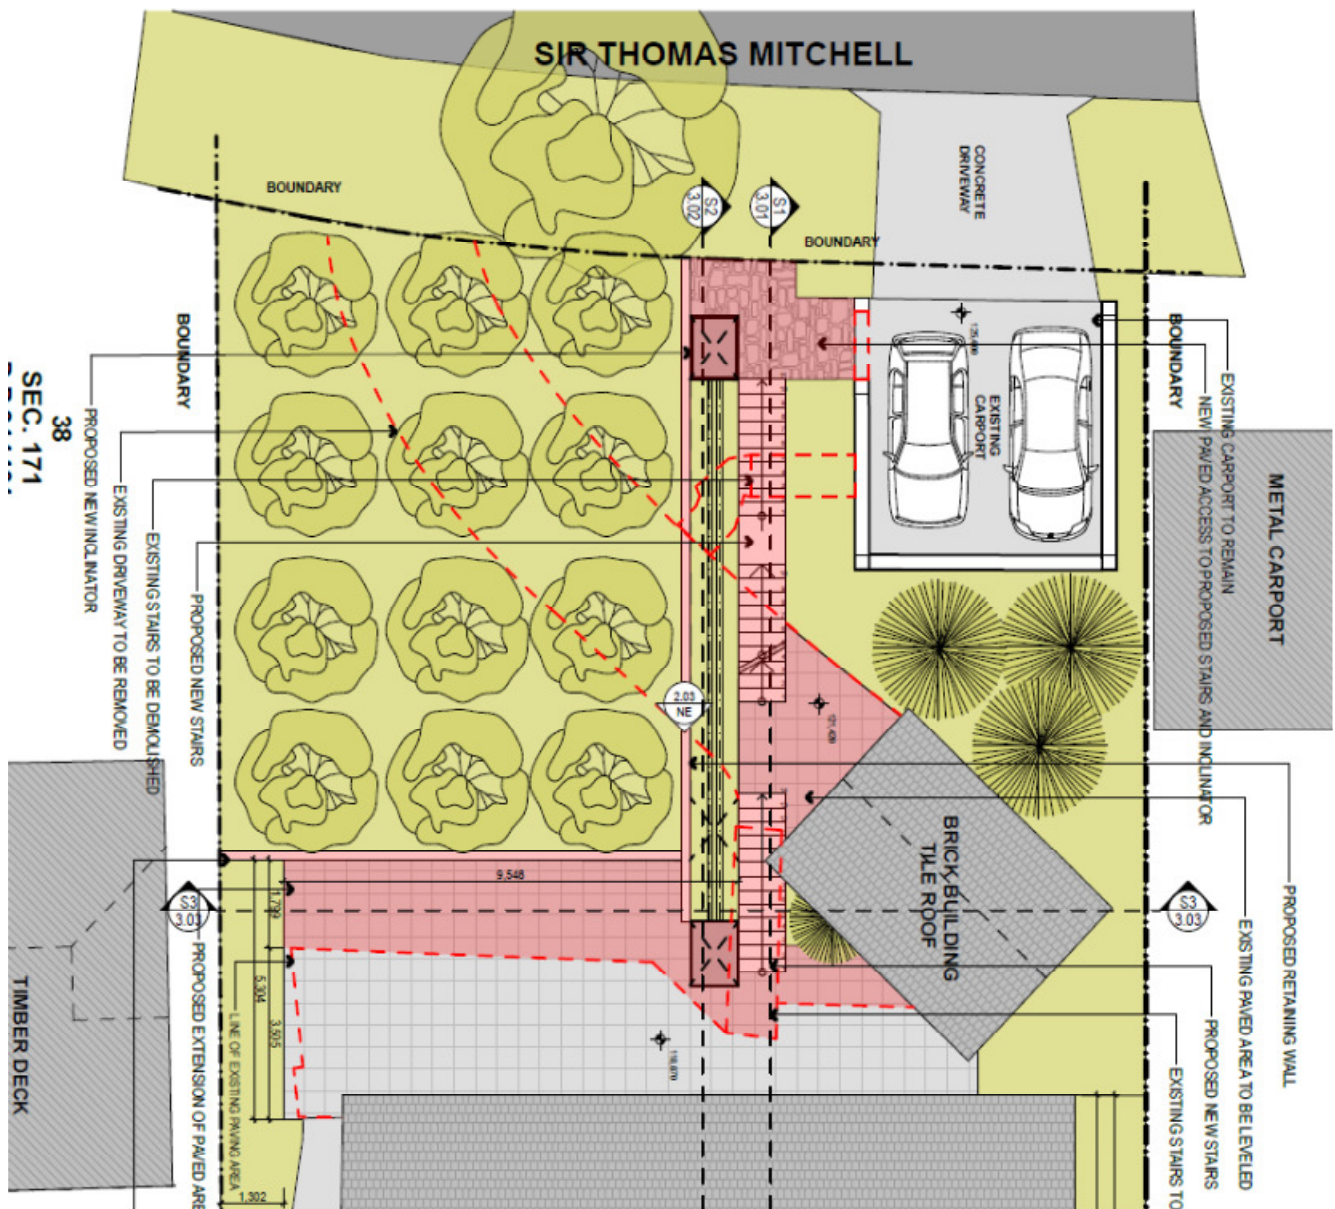 SIR THOMAS MITCHELL
CONCRETE
DRIVEWAY
BOUNDARY
S2
3.02
S1
3.01
BOUNDARY
BOUNDARY
BOUNDARY
SEC. 171
38
PROPOSED NEW INCLINATOR
EXISTING DRIVEWAY TO BE REMOVED
EXISTING STAIRS TO BE DEMOLISHED
PROPOSED NEW STAIRS
EXISTING
CARPORT
EXISTING CARPORT TO REMAIN
NEW PAVED ACCESS TO PROPOSED STAIRS AND INCLINATOR
METAL CARPORT
2.03
NE
BRICK BUILDING
TILE ROOF
9,548
1,799
5,304
3,505
S3
3.03
S3
3.03
PROPOSED RETAINING WALL
EXISTING PAVED AREA TO BE LEVELED
PROPOSED NEW STAIRS
EXISTING STAIRS TO
TIMBER DECK
PROPOSED EXTENSION OF PAVED ARE
LINE OF EXISTING PAVING AREA
1,302